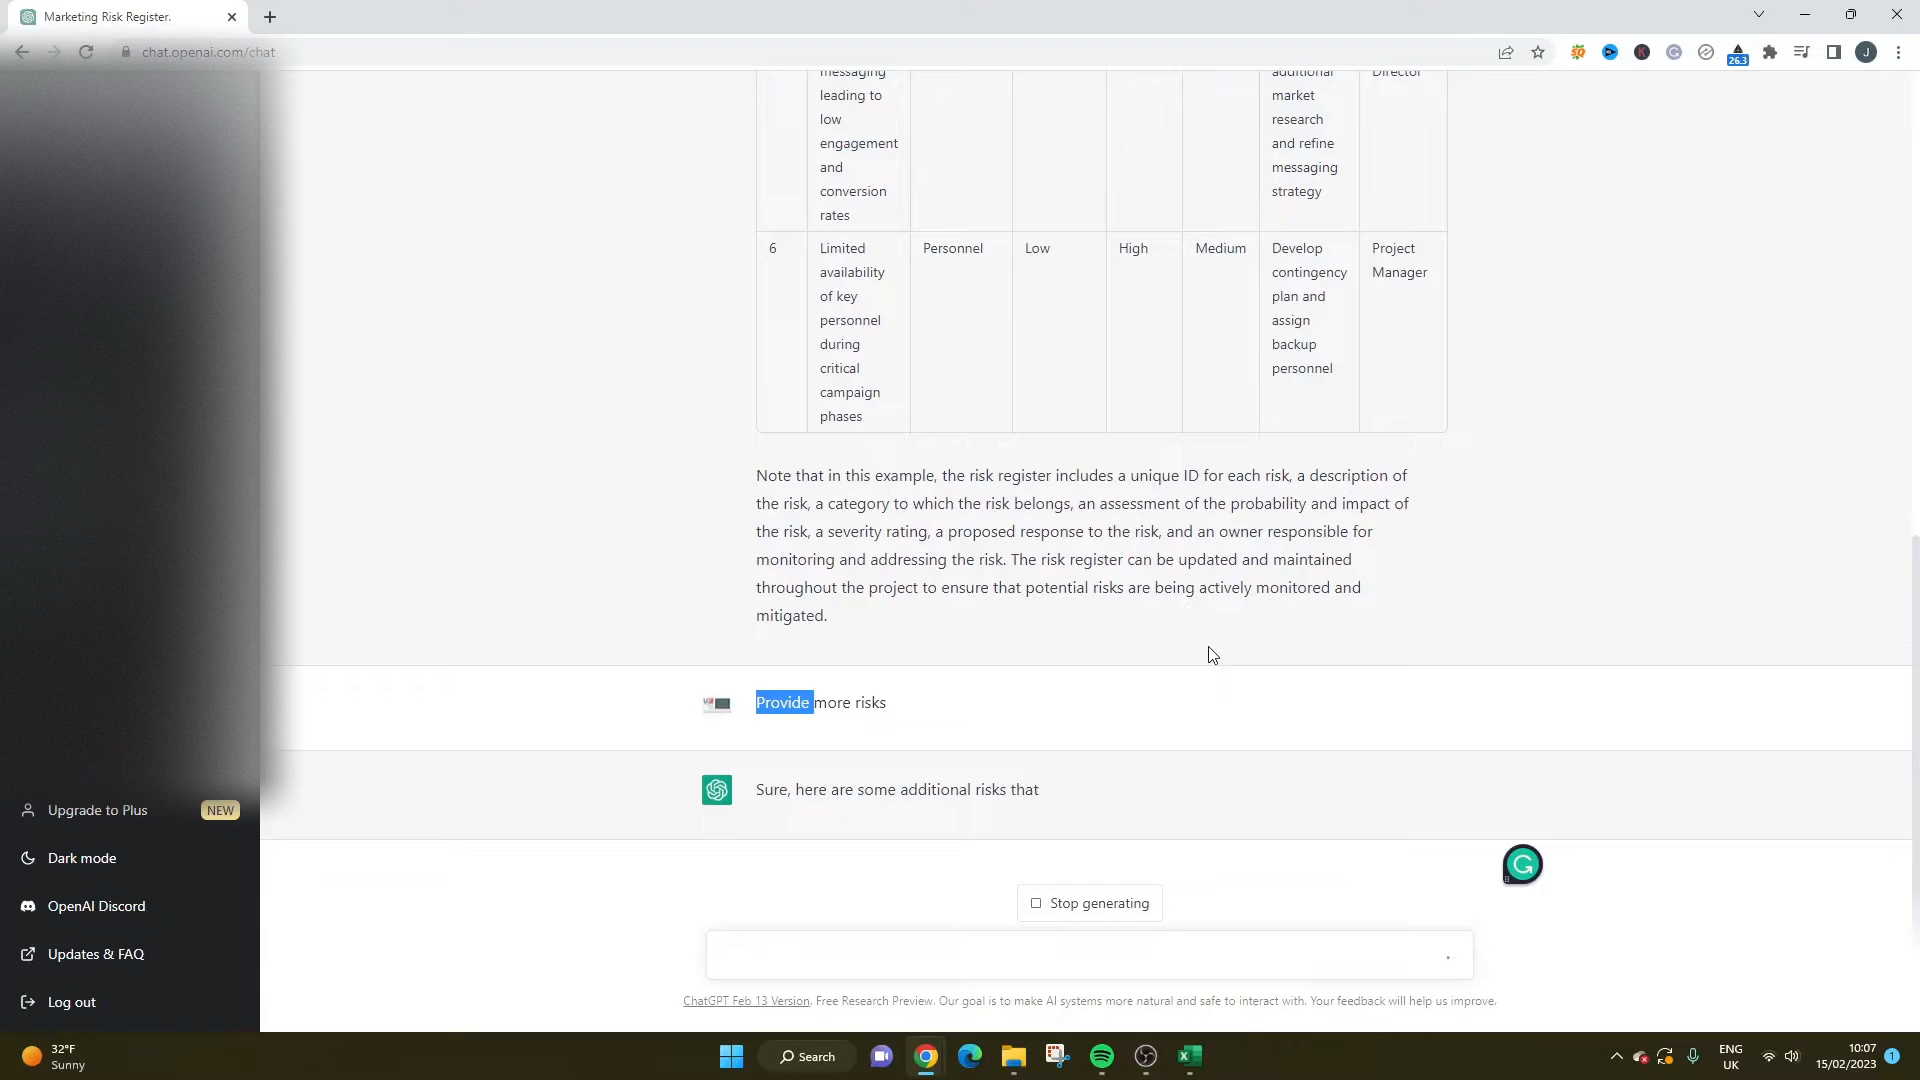 Marketing Risk Register.
chat.openai.com/chat
26.3
J
messaging
leading to
low
engagement
and
conversion
rates
additional
market
research
and refine
messaging
strategy
Director
6
Limited
availability
of key
personnel
during
critical
campaign
phases
Personnel
Low
High
Medium
Develop
contingency
plan and
assign
backup
personnel
Project
Manager
Note that in this example, the risk register includes a unique ID for each risk, a description of
the risk, a category to which the risk belongs, an assessment of the probability and impact of
the risk, a severity rating, a proposed response to the risk, and an owner responsible for
monitoring and addressing the risk. The risk register can be updated and maintained
throughout the project to ensure that potential risks are being actively monitored and
mitigated.
Provide more risks
Sure, here are some additional risks that
Upgrade to Plus NEW
Dark mode
OpenAI Discord
Updates & FAQ
Log out
Stop generating
ChatGPT Feb 13 Version. Free Research Preview. Our goal is to make AI systems more natural and safe to interact with. Your feedback will help us improve.
32°F
Sunny
Search
ENG
UK
10:07
15/02/2023
1